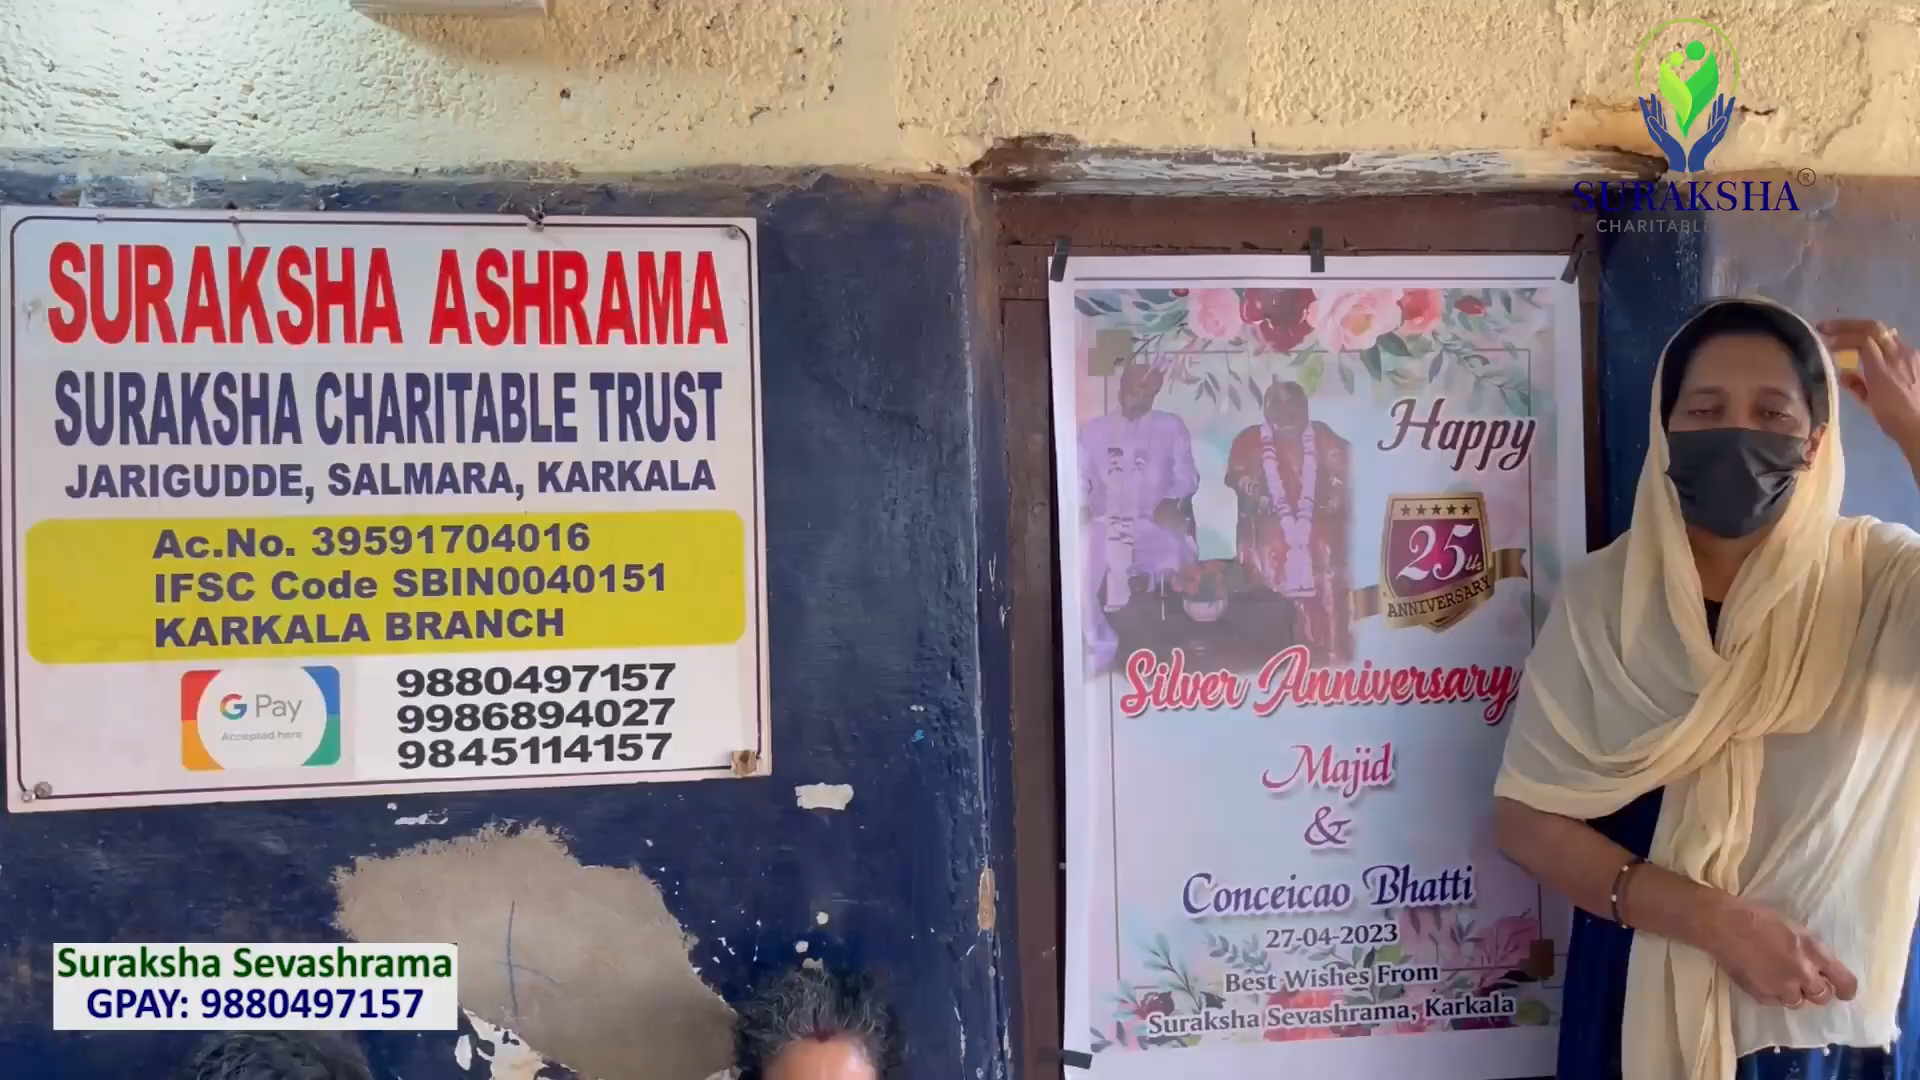 SURAKSHA ASHRAMA
SURAKSHA CHARITABLE TRUST
JARIGUDDE, SALMARA, KARKALA
Ac.No. 39591704016
IFSC Code SBIN0040151
KARKALA BRANCH
G Pay
Accepted here
9880497157
9986894027
9845114157
Suraksha Sevashrama
GPAY: 9880497157
Happy
25th
ANNIVERSARY
Silver Anniversary
Majid
&
Conceicao Bhatti
27-04-2023
Best Wishes From
Suraksha Sevashrama, Karkala
SURAKSHA®
CHARITABLE